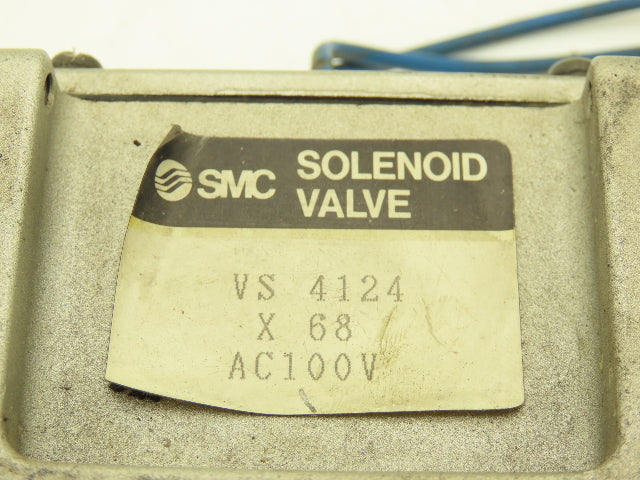 SMC SOLENOID
VALVE
VS 4124
X 68
AC100V